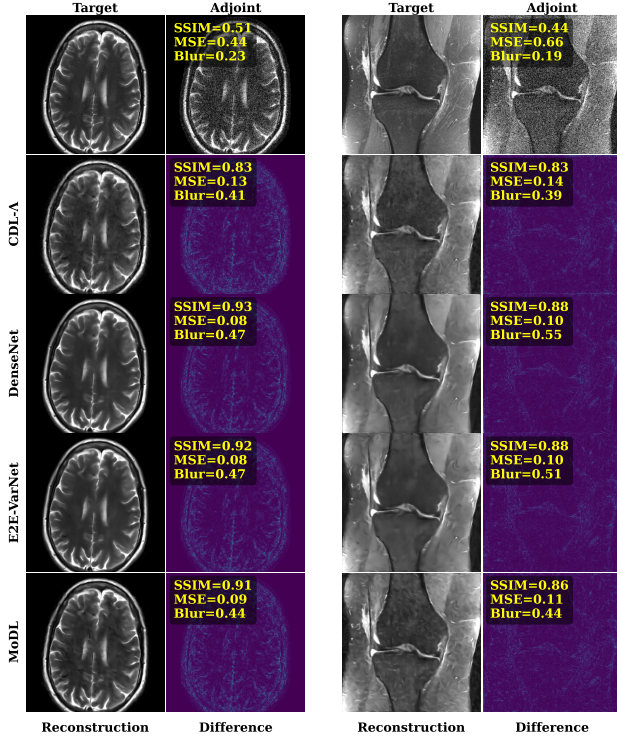 Target Adjoint Target Adjoint
SSIM=0.51
MSE=0.44
Blur=0.23
SSIM=0.44
MSE=0.66
Blur=0.19
CDL-Λ
SSIM=0.83
MSE=0.13
Blur=0.41
SSIM=0.83
MSE=0.14
Blur=0.39
DenseNet
SSIM=0.93
MSE=0.08
Blur=0.47
SSIM=0.88
MSE=0.10
Blur=0.55
E2E-VarNet
SSIM=0.92
MSE=0.08
Blur=0.47
SSIM=0.88
MSE=0.10
Blur=0.51
MoDL
SSIM=0.91
MSE=0.09
Blur=0.44
SSIM=0.86
MSE=0.11
Blur=0.44
Reconstruction Difference Reconstruction Difference